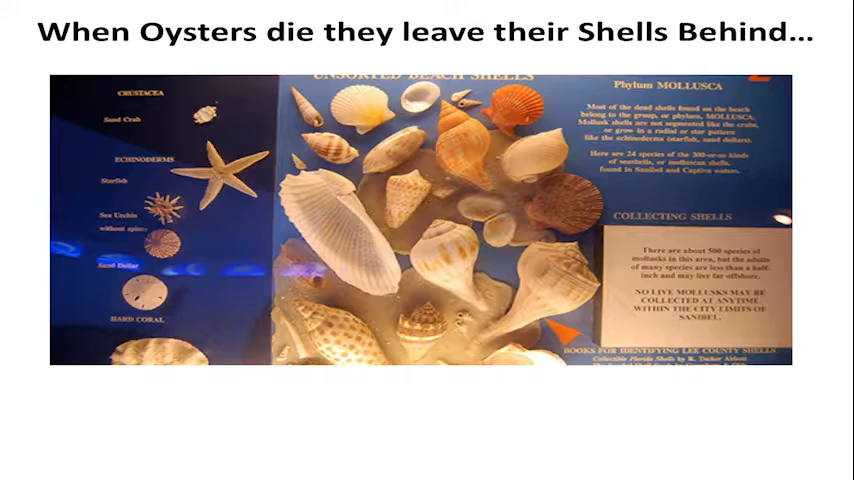 When Oysters die they leave their Shells Behind...
UNSORTED BEACH SHELLS
CRUSTACEA
Sand Crab
ECHINODERMS
Starfish
Sea Urchin
without spines
Sand Dollar
HARD CORAL
Phylum MOLLUSCA
Most of the dead shells found on the beach
belong to the group, or phylum, MOLLUSCA.
Mollusk shells are not segmented like the crabs,
or grow in a radial or star pattern
like the echinoderms (starfish, sand dollars).
Here are 24 species of the 300-or-so kinds
of seashells, or molluscan shells,
found in Sanibel and Captiva waters.
COLLECTING SHELLS
There are about 500 species of
mollusks in this area, but the adults
of many species are less than a half-
inch and may live far offshore.
NO LIVE MOLLUSKS MAY BE
COLLECTED AT ANYTIME
WITHIN THE CITY LIMITS OF
SANIBEL.
BOOKS FOR IDENTIFYING LEE COUNTY SHELLS
Collectible Florida Shells by R. Tucker Abbott